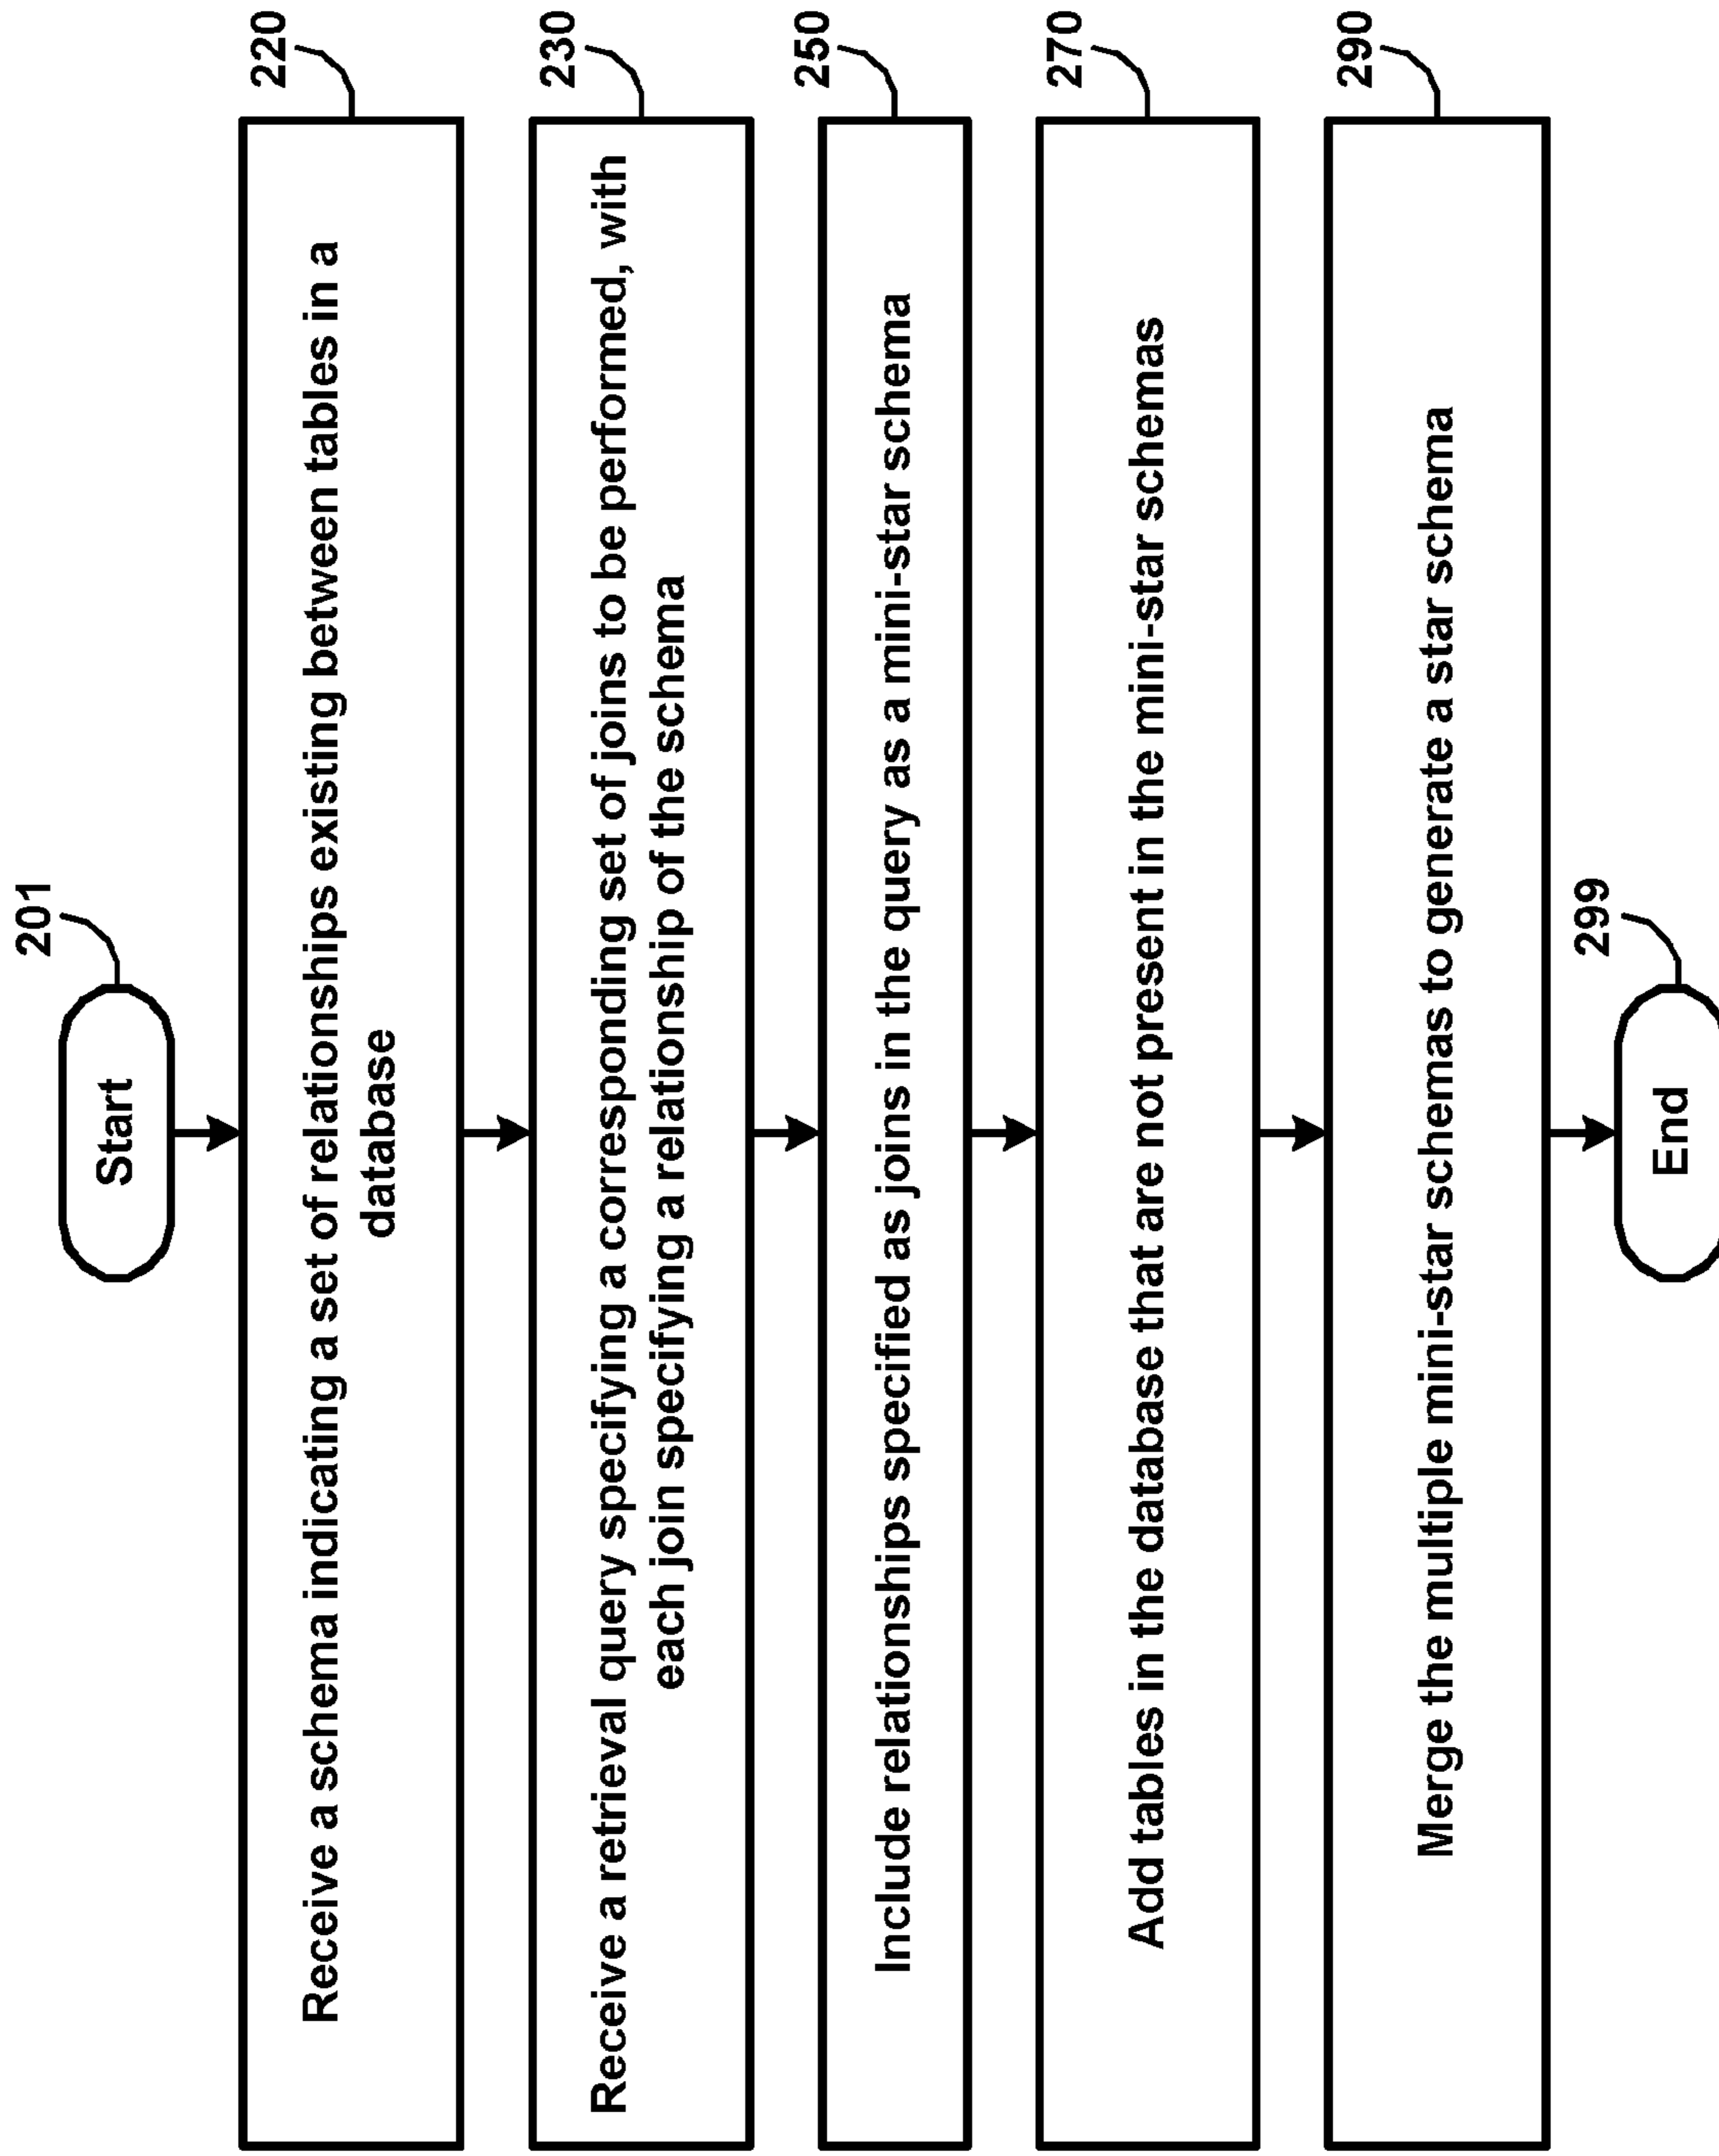 201
Start
220
Receive a schema indicating a set of relationships existing between tables in a
database
230
Receive a retrieval query specifying a corresponding set of joins to be performed, with
each join specifying a relationship of the schema
250
Include relationships specified as joins in the query as a mini-star schema
270
Add tables in the database that are not present in the mini-star schemas
290
Merge the multiple mini-star schemas to generate a star schema
299
End